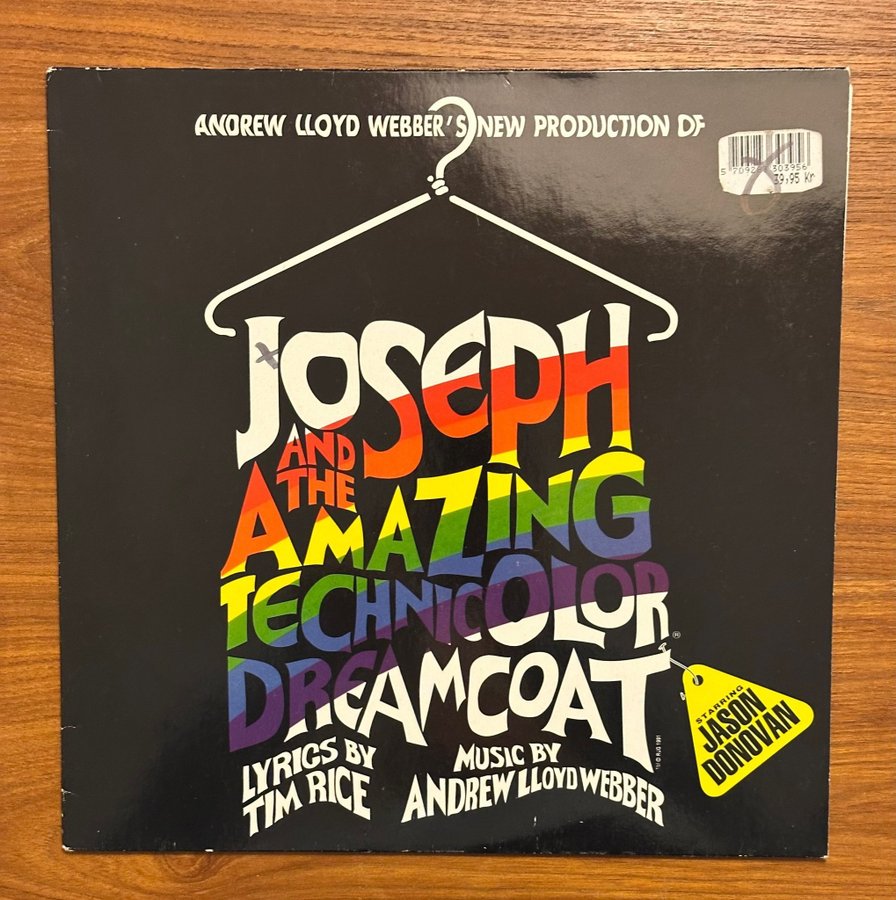 ANDREW LLOYD WEBBER'S NEW PRODUCTION OF
303956
39,95 Kr
JOSEPH
AND
THE
AMAZING
TECHNICOLOR
®
DREAMCOAT
STARRING
JASON
DONOVAN
LYRICS BY
TIM RICE
MUSIC BY
ANDREW LLOYD WEBBER